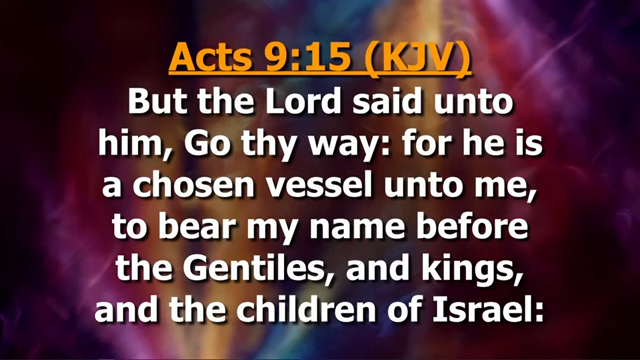 Acts 9:15 (KJV)
But the Lord said unto
him, Go thy way: for he is
a chosen vessel unto me,
to bear my name before
the Gentiles, and kings,
and the children of Israel: